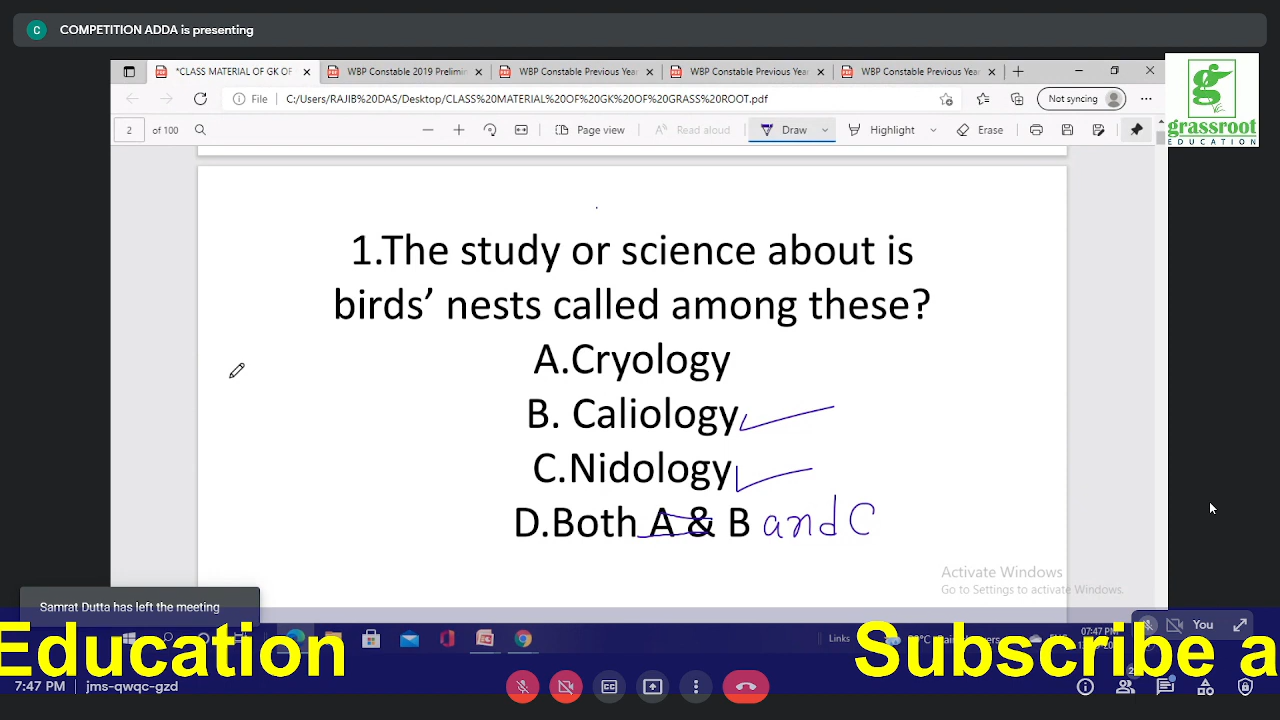 C COMPETITION ADDA is presenting
*CLASS MATERIAL OF GK OF WBP Constable 2019 Prelimin WBP Constable Previous Year WBP Constable Previous Year WBP Constable Previous Year
File C:/Users/RAJIB%20DAS/Desktop/CLASS%20MATERIAL%20OF%20GK%20OF%20GRASS%20ROOT.pdf Not syncing
2 of 100 Page view Read aloud Draw Highlight Erase
g
grassroot
EDUCATION
1.The study or science about is
birds’ nests called among these?
A.Cryology
B. Caliology
C.Nidology
D.Both A & B and C
Activate Windows
Go to Settings to activate Windows.
Samrat Dutta has left the meeting
You
Links 07:47 PM
Education Subscribe a
7:47 PM jms-qwqc-gzd